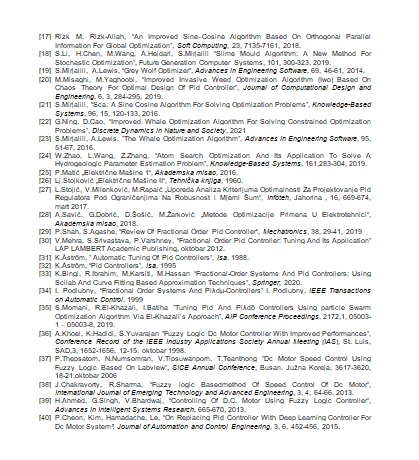 [17] Rizk M. Rizk-Allah, "An Improved Sine–Cosine Algorithm Based On Orthogonal Parallel
Information For Global Optimization", Soft Computing, 23, 7135-7161, 2018.
[18] S.Li, H.Chen, M.Wang, A.Heidari, S.Mirjalili "Slime Mould Algorithm: A New Method For
Stochastic Optimization", Future Generation Computer Systems, 101, 300-323, 2019.
[19] S.Mirjalili, A.Lewis, "Grey Wolf Optimizer", Advances In Engineering Software, 69, 46-61, 2014.
[20] M.Misaghi, M.Yaghoobi, "Improved Invasive Weed Optimization Algorithm (Iwo) Based On
Chaos Theory For Optimal Design Of Pid Controller", Journal of Computational Design and
Engineering, 6, 3, 284-295, 2019.
[21] S.Mirjalili, "Sca: A Sine Cosine Algorithm For Solving Optimization Problems", Knowledge-Based
Systems, 96, 15, 120-133, 2016.
[22] G.Ning, D.Cao, "Improved Whale Optimization Algorithm For Solving Constrained Optimization
Problems", Discrete Dynamics In Nature and Society, 2021
[23] S.Mirjalili, A.Lewis, "The Whale Optimization Algorithm", Advances In Engineering Software, 95,
51-67, 2016.
[24] W.Zhao, L.Wang, Z.Zhang, "Atom Search Optimization And Its Application To Solve A
Hydrogeologic Parameter Estimation Problem", Knowledge-Based Systems, 161,283-304, 2019.
[25] P.Matić „Električne Mašine 1", Akademska misao, 2016.
[26] L.Stojković „Električne Mašine II", Tehnička knjiga, 1960.
[27] L.Stojić, V.Milenković, M.Rapaić „Uporeda Analiza Kriterijuma Optimalnosti Za Projektovanje Pid
Regulatora Pod Ograničenjima Na Robusnost i Mjerni Šum", Infoteh, Jahorina , 16, 669-674,
mart 2017.
[28] A.Savić, G.Dobrić, D.Šošić, M.Žarković „Metode Optimizacije Primena U Elektrotehnici",
Akademska misao, 2018.
[29] P.Shah, S.Agashe, "Review Of Fractional Order Pid Controller", Mechatronics, 38, 29-41, 2019
[30] V.Mehra, S.Srivastava, P.Varshney, "Fractional Order Pid Controller: Tuning And Its Application"
LAP LAMBERT Academic Publishing, oktobar 2012.
[31] K.Åström, " Automatic Tuning Of Pid Controllers", Isa, 1988.
[32] K.Åström, "Pid Controllers", Isa, 1995
[33] K.Bingi, R.Ibrahim, M.Karsiti, M.Hassan "Fractional-Order Systems And Pid Controllers: Using
Scilab And Curve Fitting Based Approximation Techniques", Springer, 2020.
[34] I. Podlubny, "Fractional Order Systems And Piλdμ-Controllers" I. Podlubny, IEEE Transactions
on Automatic Control, 1999
[35] S.Momani, R.El-Khazali, I.Batiha "Tuning Pid And Piλdδ Controllers Using particle Swarm
Optimization Algorithm Via El-Khazali's Approach", AIP Conference Proceedings, 2172,1, 05003-
1 – 05003-8, 2019.
[36] A.Khoei, K.Hadidi, S.Yuvarajan "Fuzzy Logic Dc Motor Controller With Improved Performances",
Conference Record of the IEEE Industry Applications Society Annual Meeting (IAS), St. Luis,
SAD,3, 1652-1656, 12-15. oktobar 1998.
[37] P.Thepsatom, N.Numsomran, V.Tipsuwanporn, T.Teanthong "Dc Motor Speed Control Using
Fuzzy Logic Based On Labview", SICE Annual Conference, Busan, Južna Koreja, 3617-3620,
18-21.oktobar 2006
[38] J.Chakravorty, R.Sharma, "Fuzzy logic Basedmethod Of Speed Control Of Dc Motor",
International Journal of Emerging Technology and Advanced Engineering, 3, 4, 64-66, 2013.
[39] H.Ahmed, G.Singh, V.Bhardwaj, "Controlling Of D.C. Motor Using Fuzzy Logic Controller",
Advances In Intelligent Systems Research, 665-670, 2013.
[40] P.Cheon, Kim, Hamadache, Le, "On Replacing Pid Controller With Deep Learning Controller For
Dc Motor System", Journal of Automation and Control Engineering, 3, 6, 452-456, 2015.